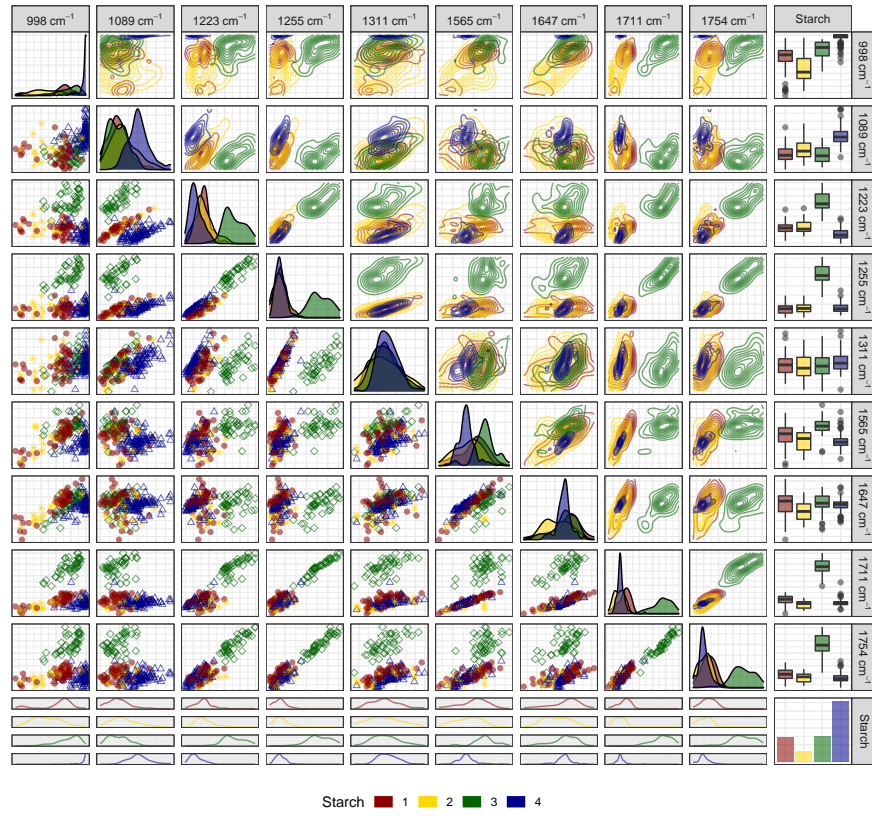 998 cm⁻¹ 1089 cm⁻¹ 1223 cm⁻¹ 1255 cm⁻¹ 1311 cm⁻¹ 1565 cm⁻¹ 1647 cm⁻¹ 1711 cm⁻¹ 1754 cm⁻¹ Starch
998 cm⁻¹
1089 cm⁻¹
1223 cm⁻¹
1255 cm⁻¹
1311 cm⁻¹
1565 cm⁻¹
1647 cm⁻¹
1711 cm⁻¹
1754 cm⁻¹
Starch
Starch 1 2 3 4